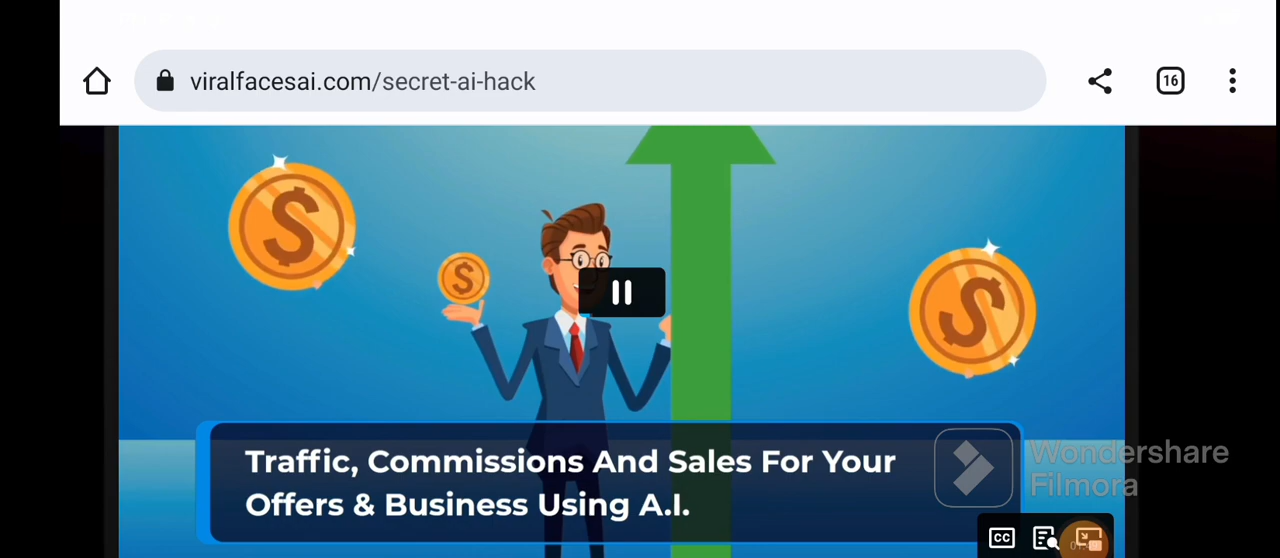 viralfacesai.com/secret-ai-hack
16
$
$
$
Traffic, Commissions And Sales For Your
Offers & Business Using A.I.
Wondershare
Filmora
CC